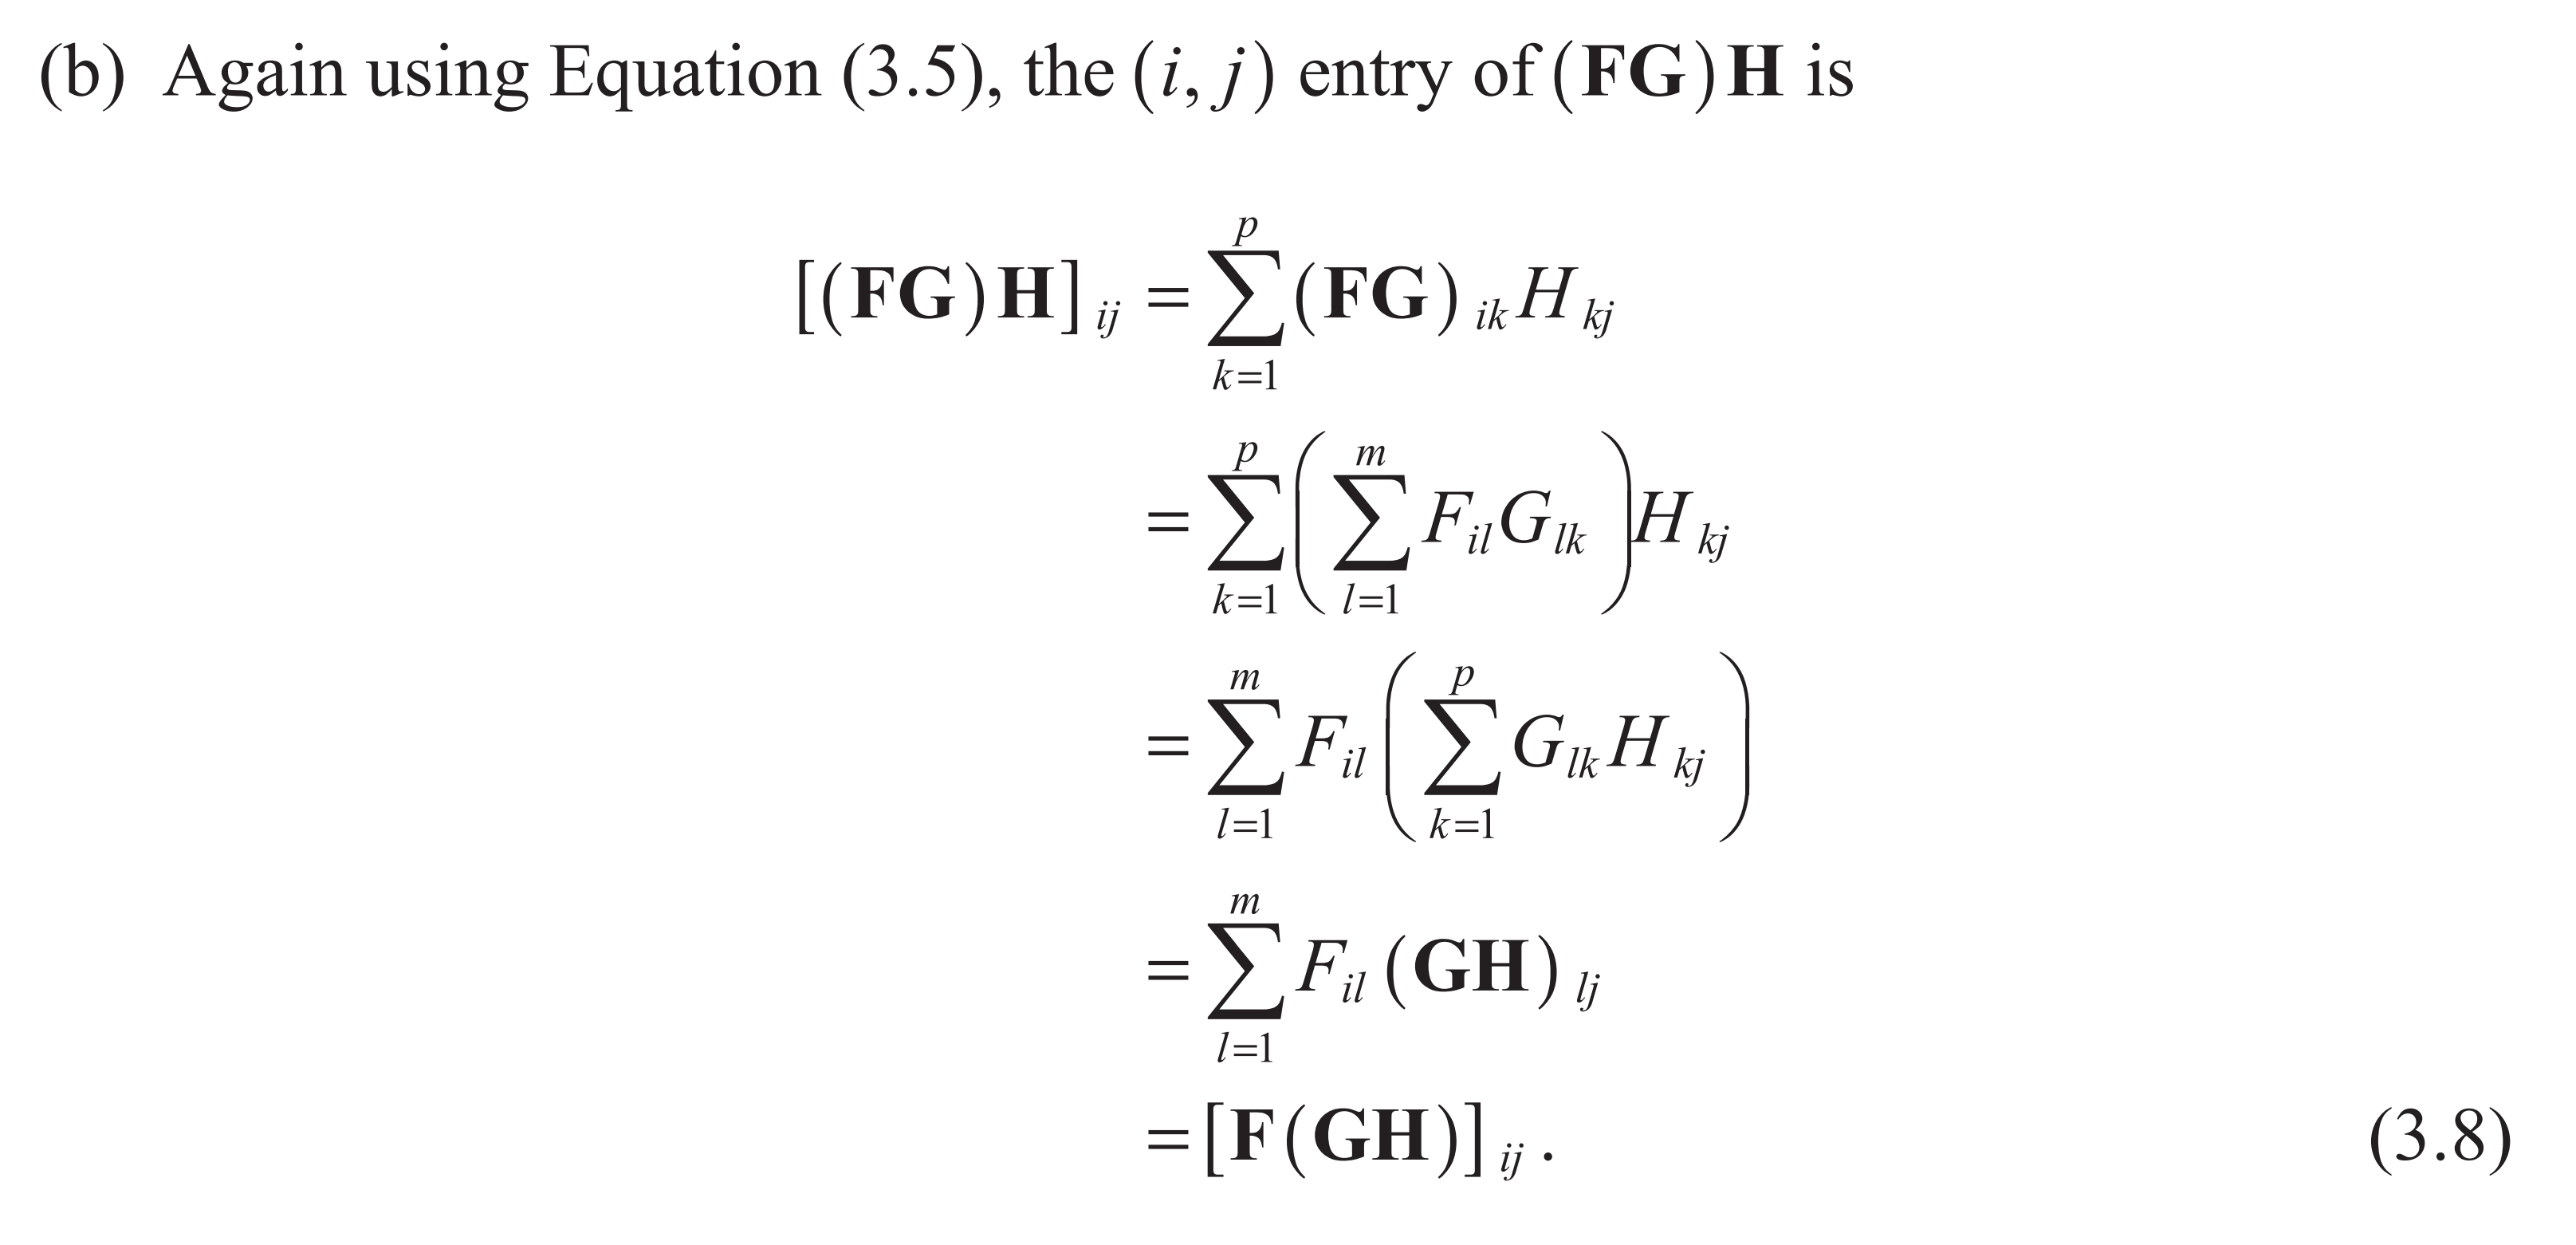 (b) Again using Equation (3.5), the (i, j) entry of (FG)H is
[(FG)H]_{ij} = \sum_{k=1}^{p} (FG)_{ik} H_{kj}
= \sum_{k=1}^{p} \left( \sum_{l=1}^{m} F_{il} G_{lk} \right) H_{kj}
= \sum_{l=1}^{m} F_{il} \left( \sum_{k=1}^{p} G_{lk} H_{kj} \right)
= \sum_{l=1}^{m} F_{il} (GH)_{lj}
= [F(GH)]_{ij} . (3.8)